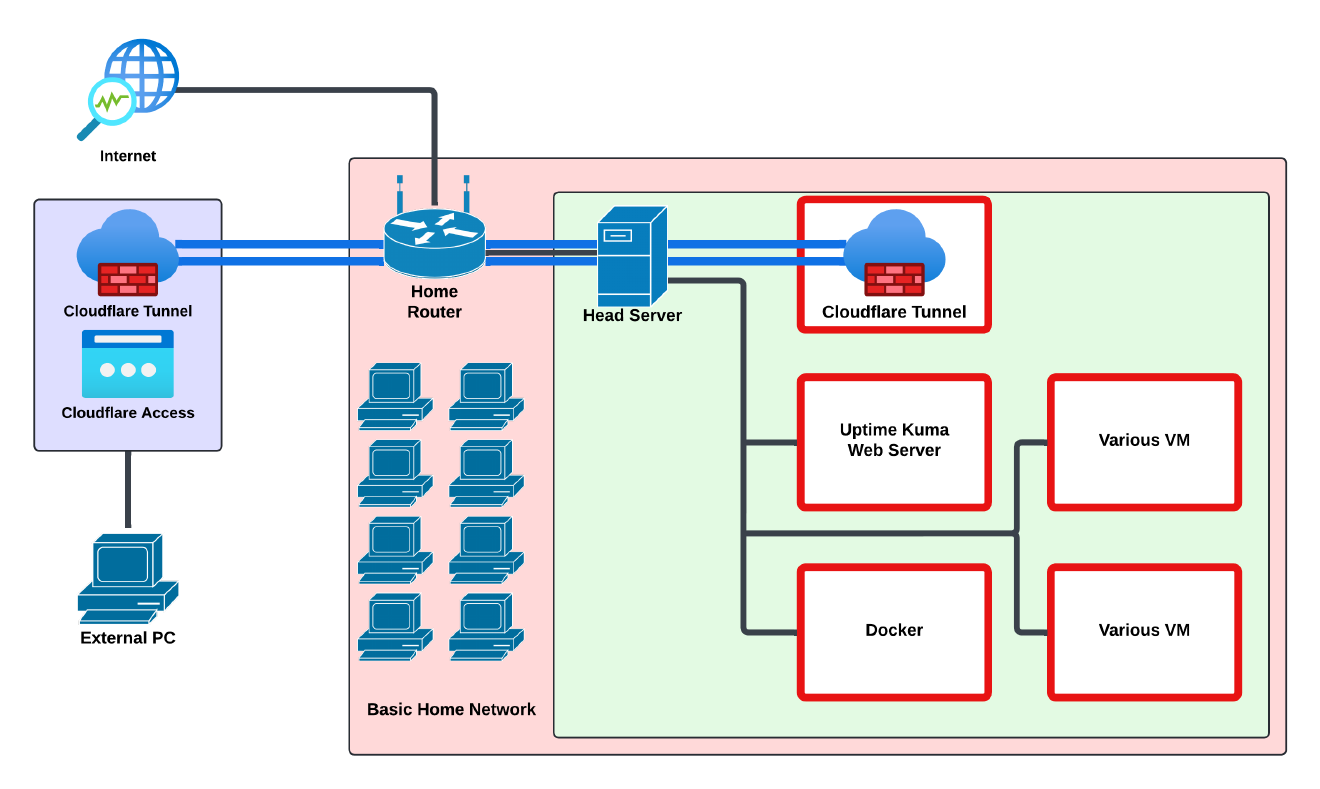 Internet
Cloudflare Tunnel
Cloudflare Access
External PC
Home
Router
Basic Home Network
Head Server
Cloudflare Tunnel
Uptime Kuma
Web Server
Various VM
Docker
Various VM